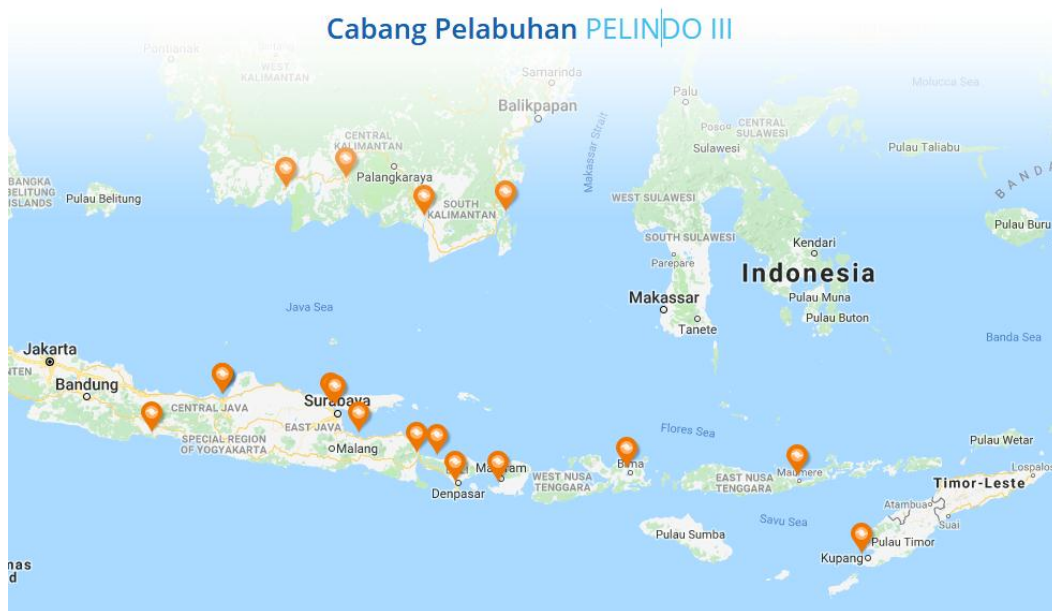 Cabang Pelabuhan PELINDO III
Pontianak
WEST
KALIMANTAN
Samarinda
Balikpapan
Palu
Molucca Sea
CENTRAL
KALIMANTAN
Palangkaraya
Makassar Strait
Poso
CENTRAL
SULAWESI
Sulawesi
Pulau Taliabu
BANGKA
BELITUNG
ISLANDS
Pulau Belitung
SOUTH
KALIMANTAN
WEST SULAWESI
BANDA
Pulau Buru
SOUTH SULAWESI
Kendari
Parepare
Indonesia
Makassar
Pulau Muna
Pulau Buton
Tanete
Java Sea
Banda Sea
Jakarta
NTEN
Bandung
CENTRAL JAVA
Surabaya
EAST JAVA
SPECIAL REGION
OF YOGYAKARTA
Malang
Flores Sea
Pulau Wetar
Bima
WEST NUSA
TENGGARA
EAST NUSA
TENGGARA
Maumere
Lospalos
Timor-Leste
Denpasar
Atambua
Savu Sea
Suai
Pulau Sumba
Pulau Timor
Kupang